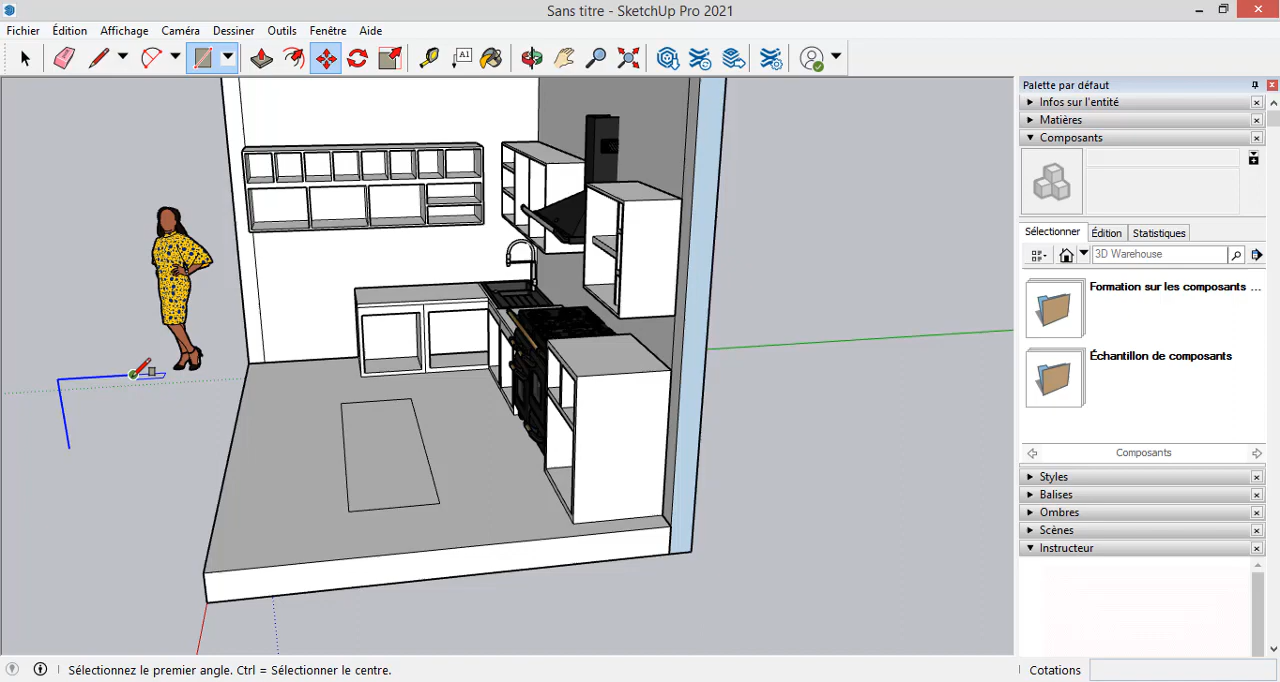 Sans titre - SketchUp Pro 2021
Fichier Édition Affichage Caméra Dessiner Outils Fenêtre Aide
A1
Palette par défaut
Infos sur l'entité
Matières
Composants
Sélectionner Édition Statistiques
3D Warehouse
Formation sur les composants ...
Échantillon de composants
Composants
Styles
Balises
Ombres
Scènes
Instructeur
Sélectionnez le premier angle. Ctrl = Sélectionner le centre.
Cotations